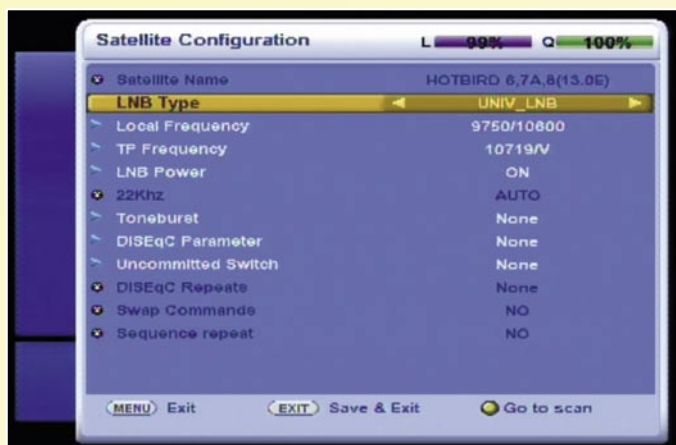 Satellite Configuration L 99% Q 100%
Satellite Name HOTBIRD 6,7A,8(13.0E)
LNB Type UNIV_LNB
Local Frequency 9750/10600
TP Frequency 10719/V
LNB Power ON
22Khz AUTO
Toneburst None
DISEqC Parameter None
Uncommitted Switch None
DISEqC Repeats None
Swap Commands NO
Sequence repeat NO
MENU Exit EXIT Save & Exit Go to scan